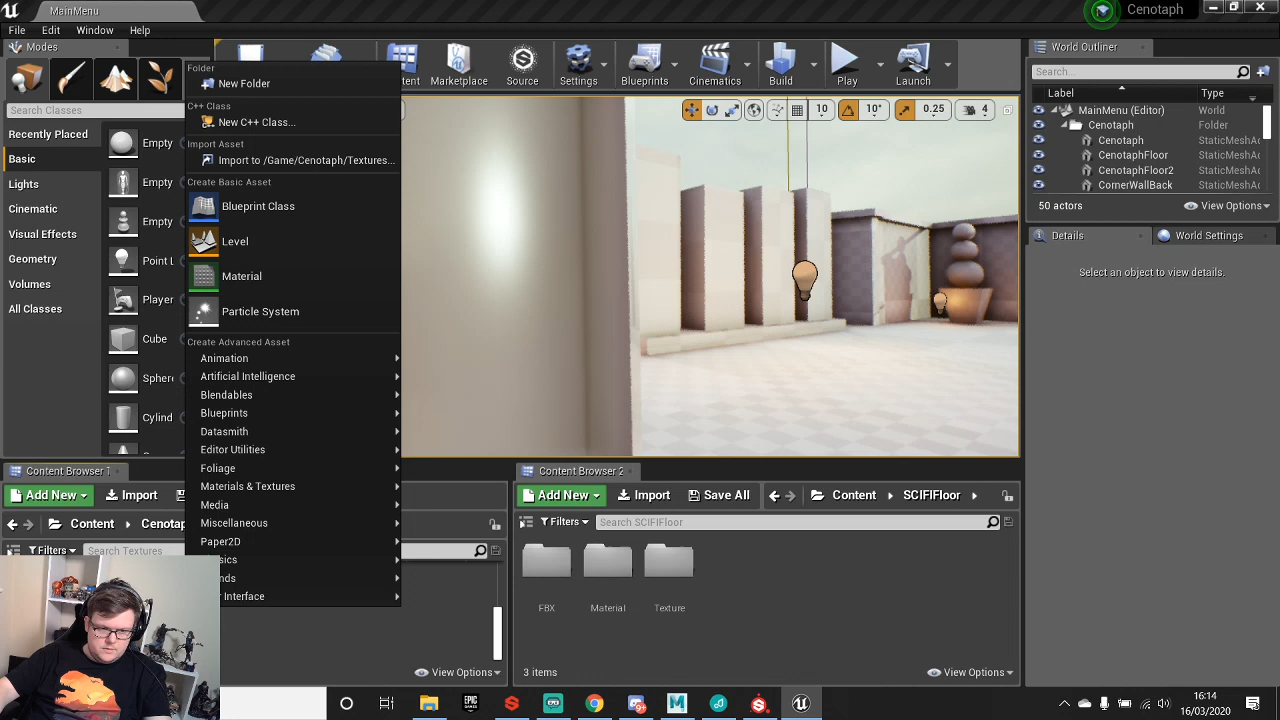 MainMenu
Cenotaph
File Edit Window Help
Modes
Search Classes
Recently Placed
Basic
Lights
Cinematic
Visual Effects
Geometry
Volumes
All Classes
Empty
Empty
Empty
Point L
Player
Cube
Sphere
Cylind
Folder
New Folder
C++ Class
New C++ Class...
Import Asset
Import to /Game/Cenotaph/Textures...
Create Basic Asset
Blueprint Class
Level
Material
Particle System
Create Advanced Asset
Animation
Artificial Intelligence
Blendables
Blueprints
Datasmith
Editor Utilities
Foliage
Materials & Textures
Media
Miscellaneous
Paper2D
sics
nds
r Interface
tent Marketplace Source Settings Blueprints Cinematics Build Play Launch
10 10° 0.25 4
World Outliner
Search...
Label Type
MainMenu (Editor) World
Cenotaph Folder
Cenotaph StaticMeshAc
CenotaphFloor StaticMeshAc
CenotaphFloor2 StaticMeshAc
CornerWallBack StaticMeshAc
50 actors View Options
Details World Settings
Select an object to view details.
Content Browser 1
Add New Import
Content Cenotap
Filters Search Textures
View Options
Content Browser 2
Add New Import Save All Content SCIFIFloor
Filters Search SCIFIFloor
FBX Material Texture
3 items View Options
EPIC GAMES
16:14
16/03/2020